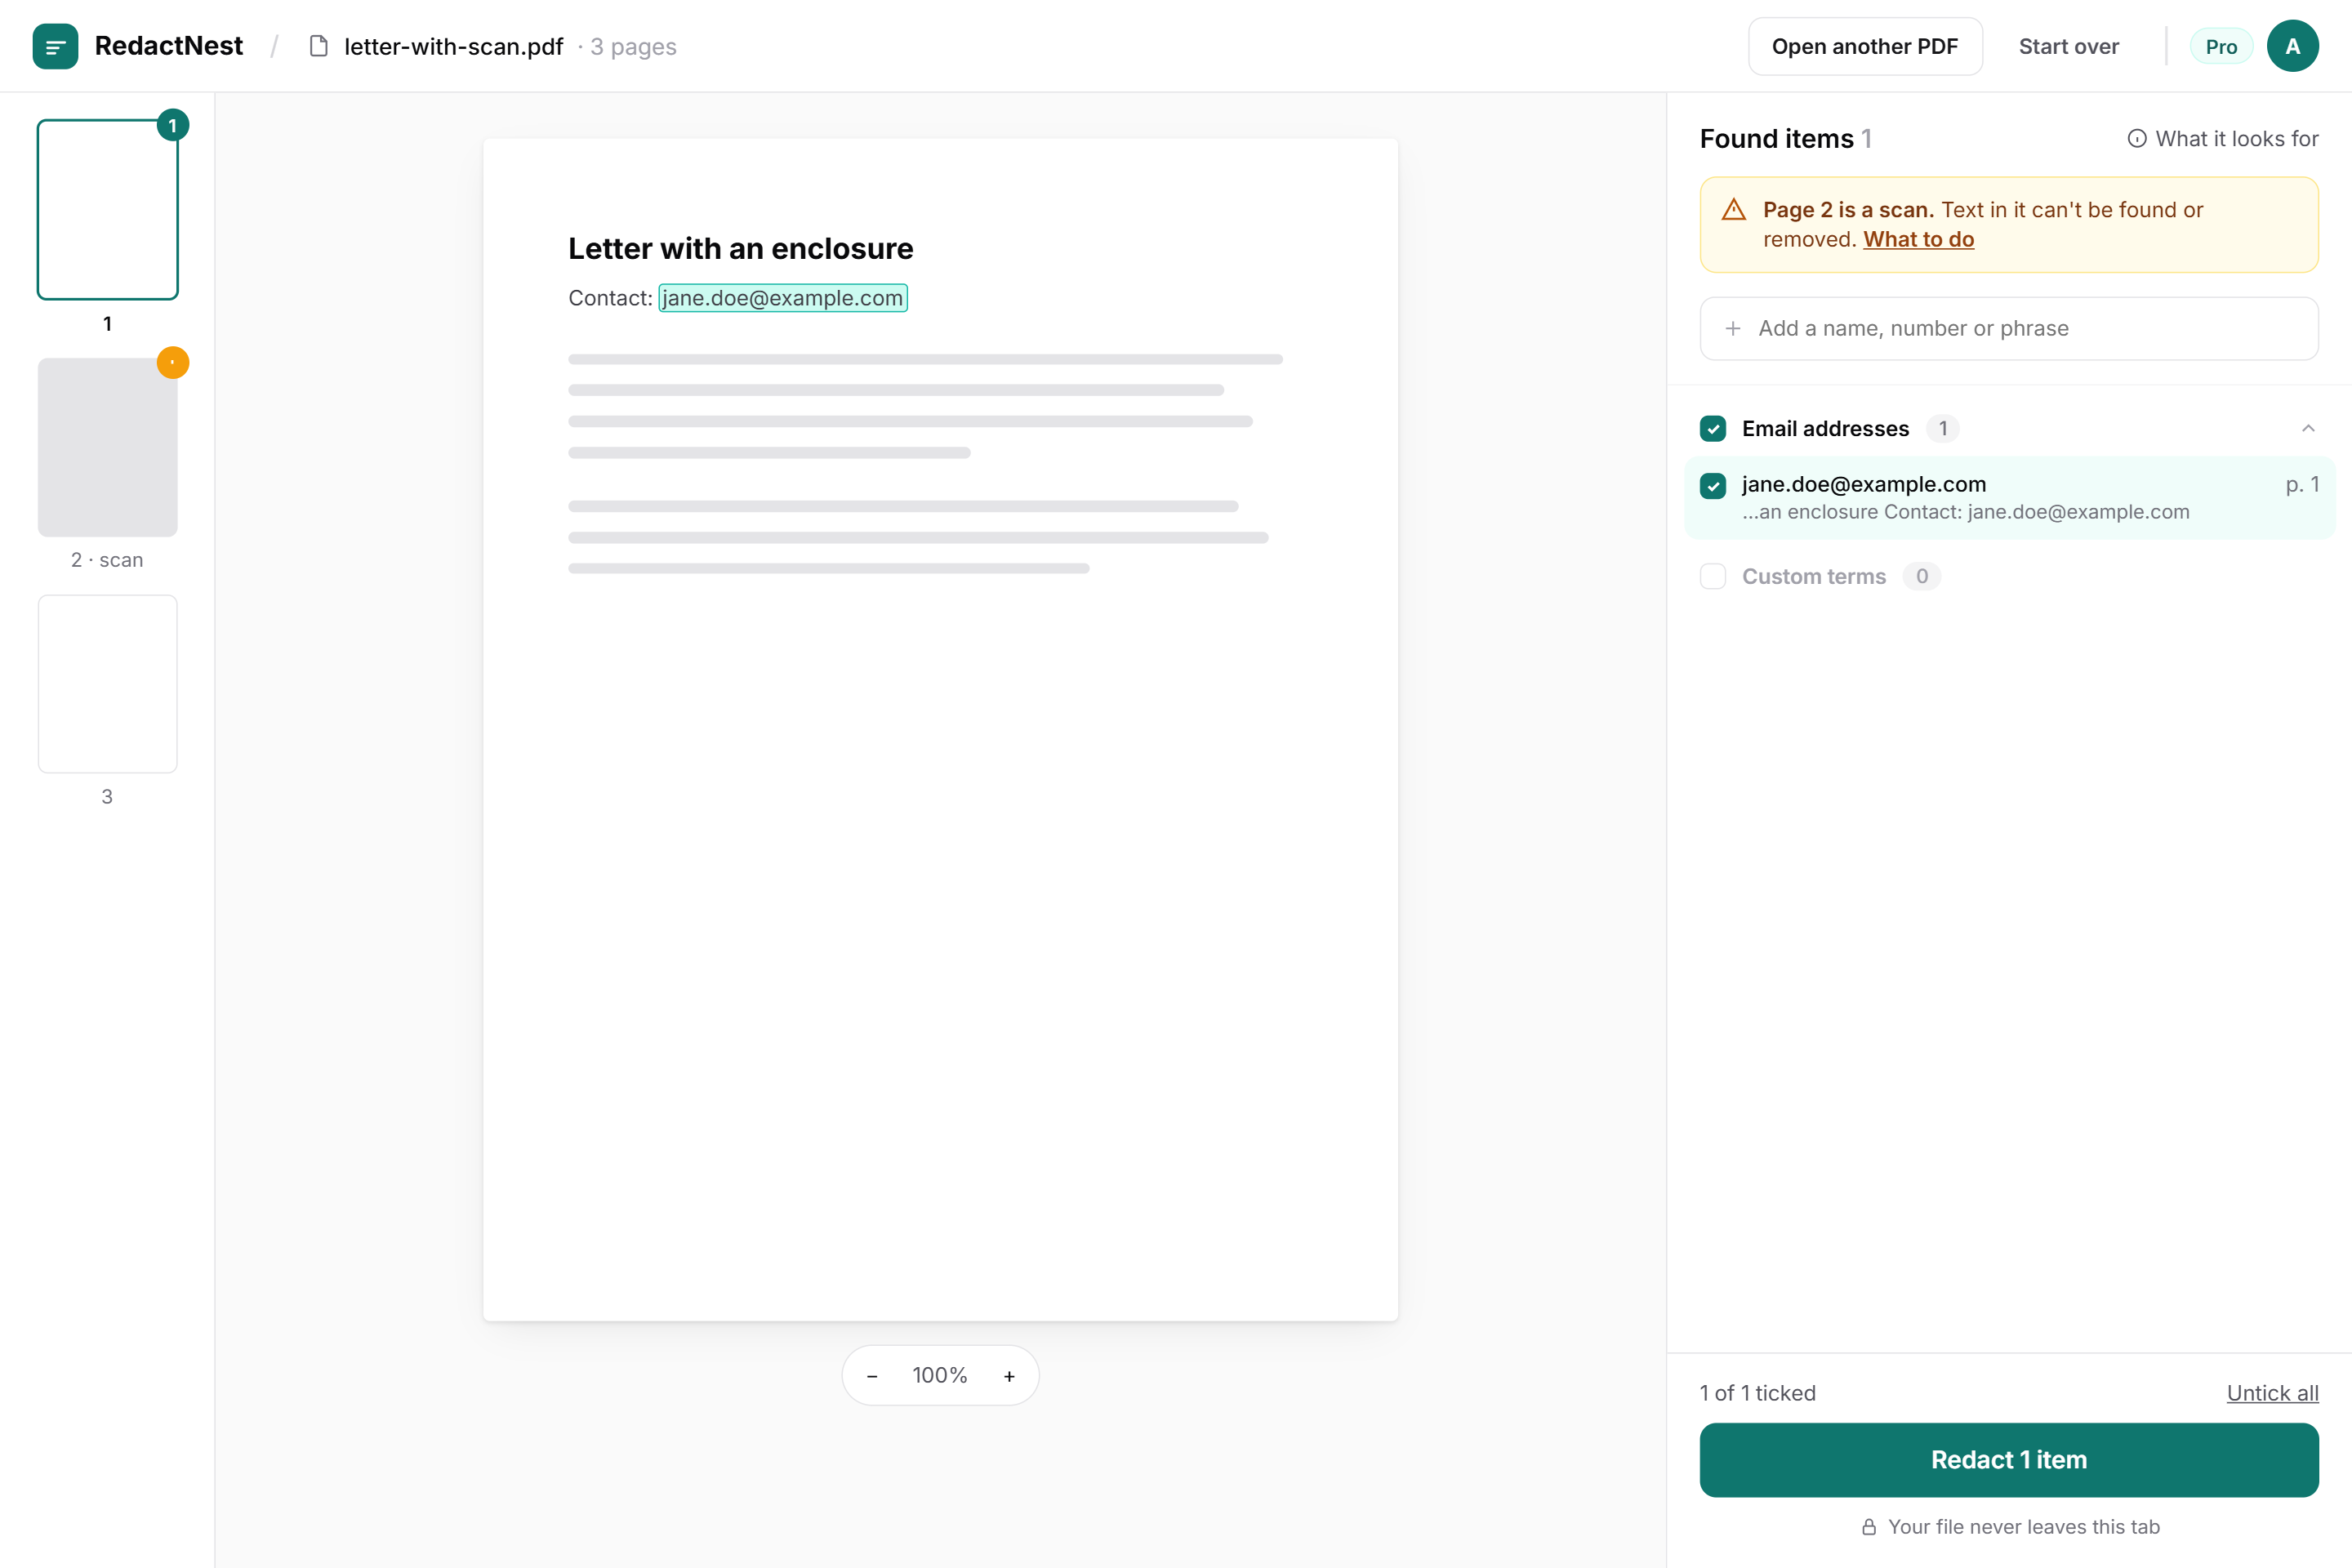 RedactNest / letter-with-scan.pdf · 3 pages
Open another PDF
Start over
Pro
A
1
1
2 · scan
3
Letter with an enclosure
Contact: jane.doe@example.com
− 100% +
Found items 1
What it looks for
Page 2 is a scan. Text in it can't be found or
removed. What to do
+ Add a name, number or phrase
Email addresses 1
jane.doe@example.com p. 1
...an enclosure Contact: jane.doe@example.com
Custom terms 0
1 of 1 ticked
Untick all
Redact 1 item
Your file never leaves this tab